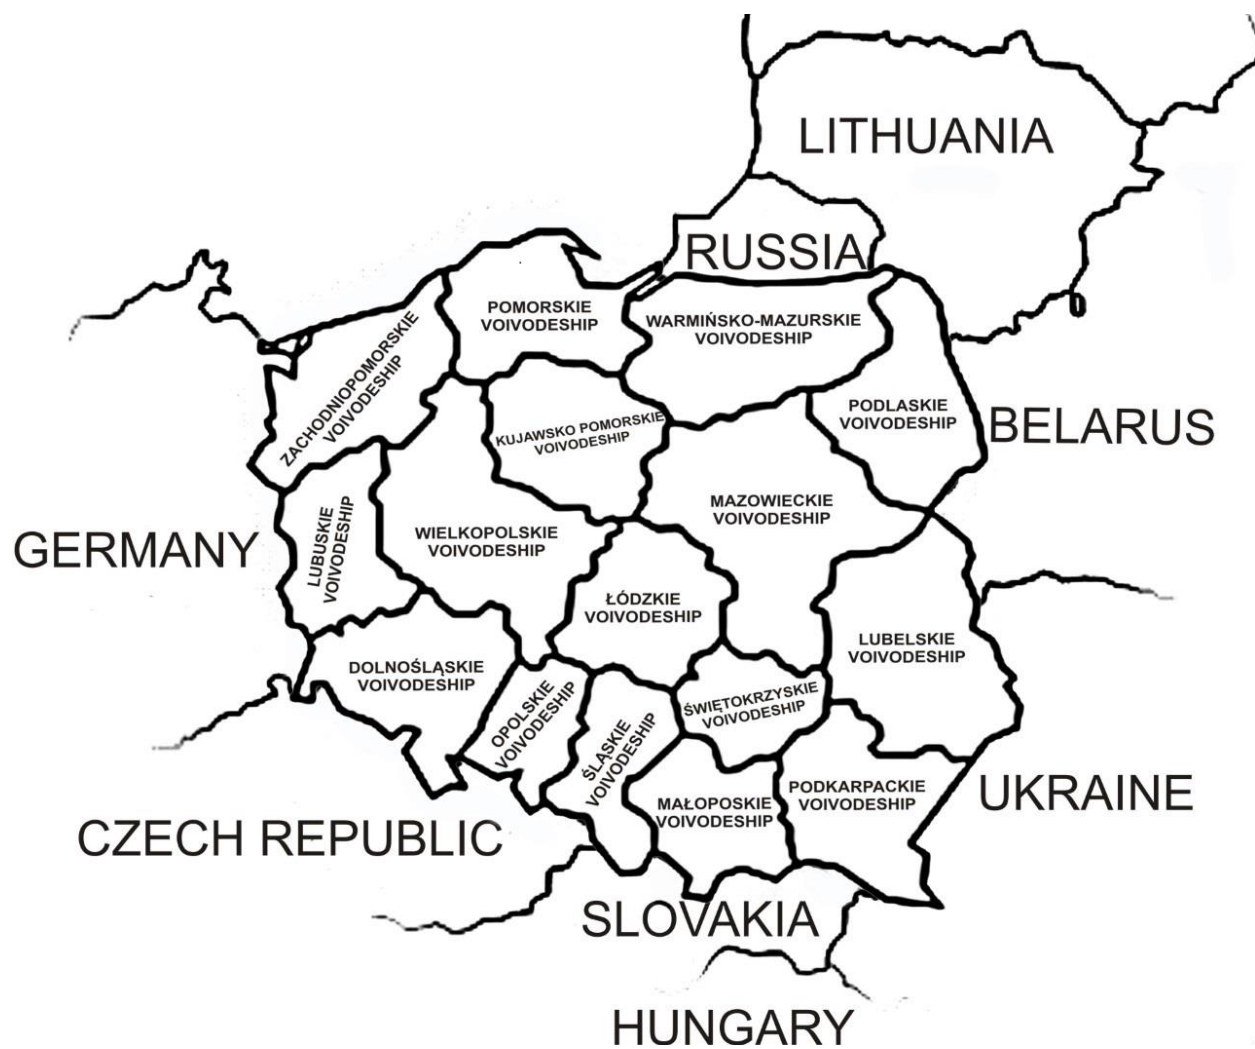 LITHUANIA
RUSSIA
POMORSKIE
VOIVODESHIP
WARMIŃSKO-MAZURSKIE
VOIVODESHIP
ZACHODNIOPOMORSKIE
VOIVODESHIP
KUJAWSKO POMORSKIE
VOIVODESHIP
PODLASKIE
VOIVODESHIP
BELARUS
GERMANY
LUBUSKIE
VOIVODESHIP
WIELKOPOLSKIE
VOIVODESHIP
MAZOWIECKIE
VOIVODESHIP
ŁÓDZKIE
VOIVODESHIP
LUBELSKIE
VOIVODESHIP
DOLNOŚLĄSKIE
VOIVODESHIP
OPOLSKIE
VOIVODESHIP
ŚLĄSKIE
VOIVODESHIP
ŚWIĘTOKRZYSKIE
VOIVODESHIP
MAŁOPOSKIE
VOIVODESHIP
PODKARPACKIE
VOIVODESHIP
UKRAINE
CZECH REPUBLIC
SLOVAKIA
HUNGARY